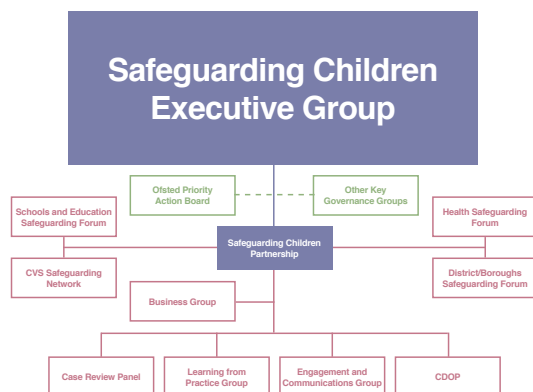 Safeguarding Children
Executive Group
Ofsted Priority
Action Board
Other Key
Governance Groups
Schools and Education
Safeguarding Forum
Health Safeguarding
Forum
Safeguarding Children
Partnership
CVS Safeguarding
Network
District/Boroughs
Safeguarding Forum
Business Group
Case Review Panel
Learning from
Practice Group
Engagement and
Communications Group
CDOP